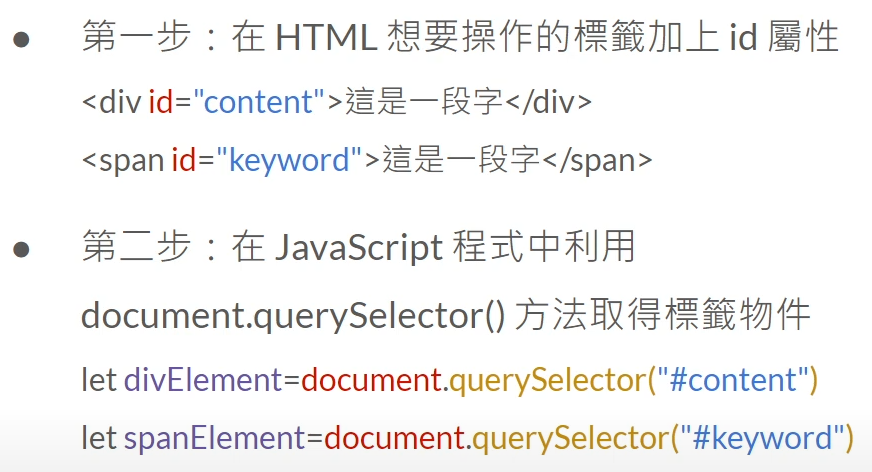 ● 第一步：在 HTML 想要操作的標籤加上 id 屬性
<div id="content">這是一段字</div>
<span id="keyword">這是一段字</span>
● 第二步：在 JavaScript 程式中利用
document.querySelector() 方法取得標籤物件
let divElement=document.querySelector("#content")
let spanElement=document.querySelector("#keyword")